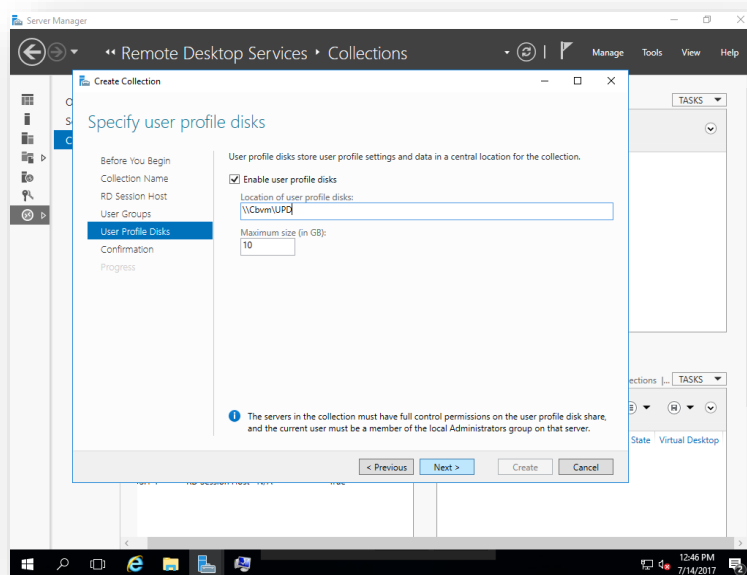 Server Manager
Remote Desktop Services
Collections
Manage
Tools
View
Help
Create Collection
TASKS
Specify user profile disks
Before You Begin
Collection Name
RD Session Host
User Groups
User Profile Disks
Confirmation
Progress
User profile disks store user profile settings and data in a central location for the collection.
Enable user profile disks
Location of user profile disks:
\\Cbvm\UPD
Maximum size (in GB):
10
The servers in the collection must have full control permissions on the user profile disk share,
and the current user must be a member of the local Administrators group on that server.
< Previous
Next >
Create
Cancel
TASKS
State
Virtual Desktop
12:46 PM
7/14/2017
2